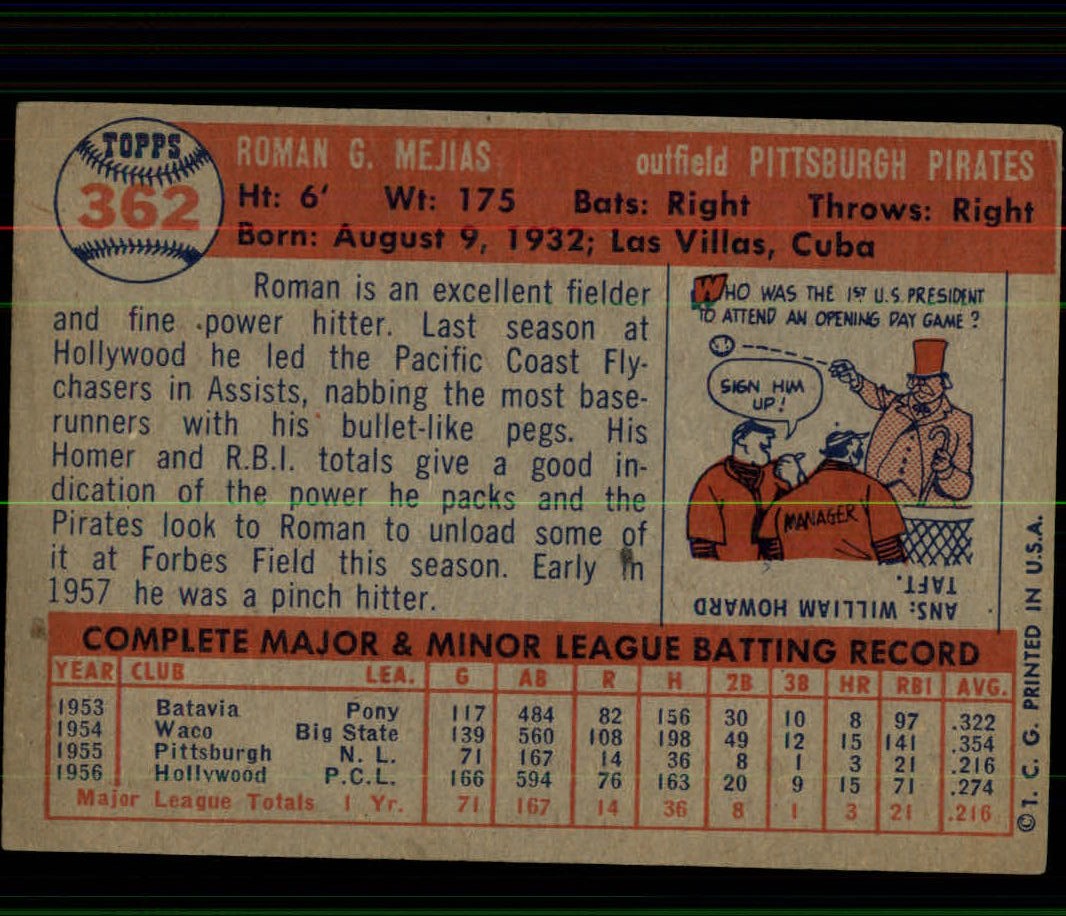 TOPPS
362
ROMAN G. MEJIAS outfield PITTSBURGH PIRATES
Ht: 6' Wt: 175 Bats: Right Throws: Right
Born: August 9, 1932; Las Villas, Cuba
Roman is an excellent fielder
and fine power hitter. Last season at
Hollywood he led the Pacific Coast Fly-
chasers in Assists, nabbing the most base-
runners with his bullet-like pegs. His
Homer and R.B.I. totals give a good in-
dication of the power he packs and the
Pirates look to Roman to unload some of
it at Forbes Field this season. Early in
1957 he was a pinch hitter.
WHO WAS THE 1ST U.S. PRESIDENT
TO ATTEND AN OPENING DAY GAME?
SIGN HIM
UP!
MANAGER
ANS: WILLIAM HOWARD
TAFT.
COMPLETE MAJOR & MINOR LEAGUE BATTING RECORD
YEAR CLUB LEA. G AB R H 2B 3B HR RBI AVG.
1953 Batavia Pony 117 484 82 156 30 10 8 97 .322
1954 Waco Big State 139 560 108 198 49 12 15 141 .354
1955 Pittsburgh N. L. 71 167 14 36 8 1 3 21 .216
1956 Hollywood P.C.L. 166 594 76 163 20 9 15 71 .274
Major League Totals 1 Yr. 71 167 14 36 8 1 3 21 .216
© T. C. G. PRINTED IN U.S.A.